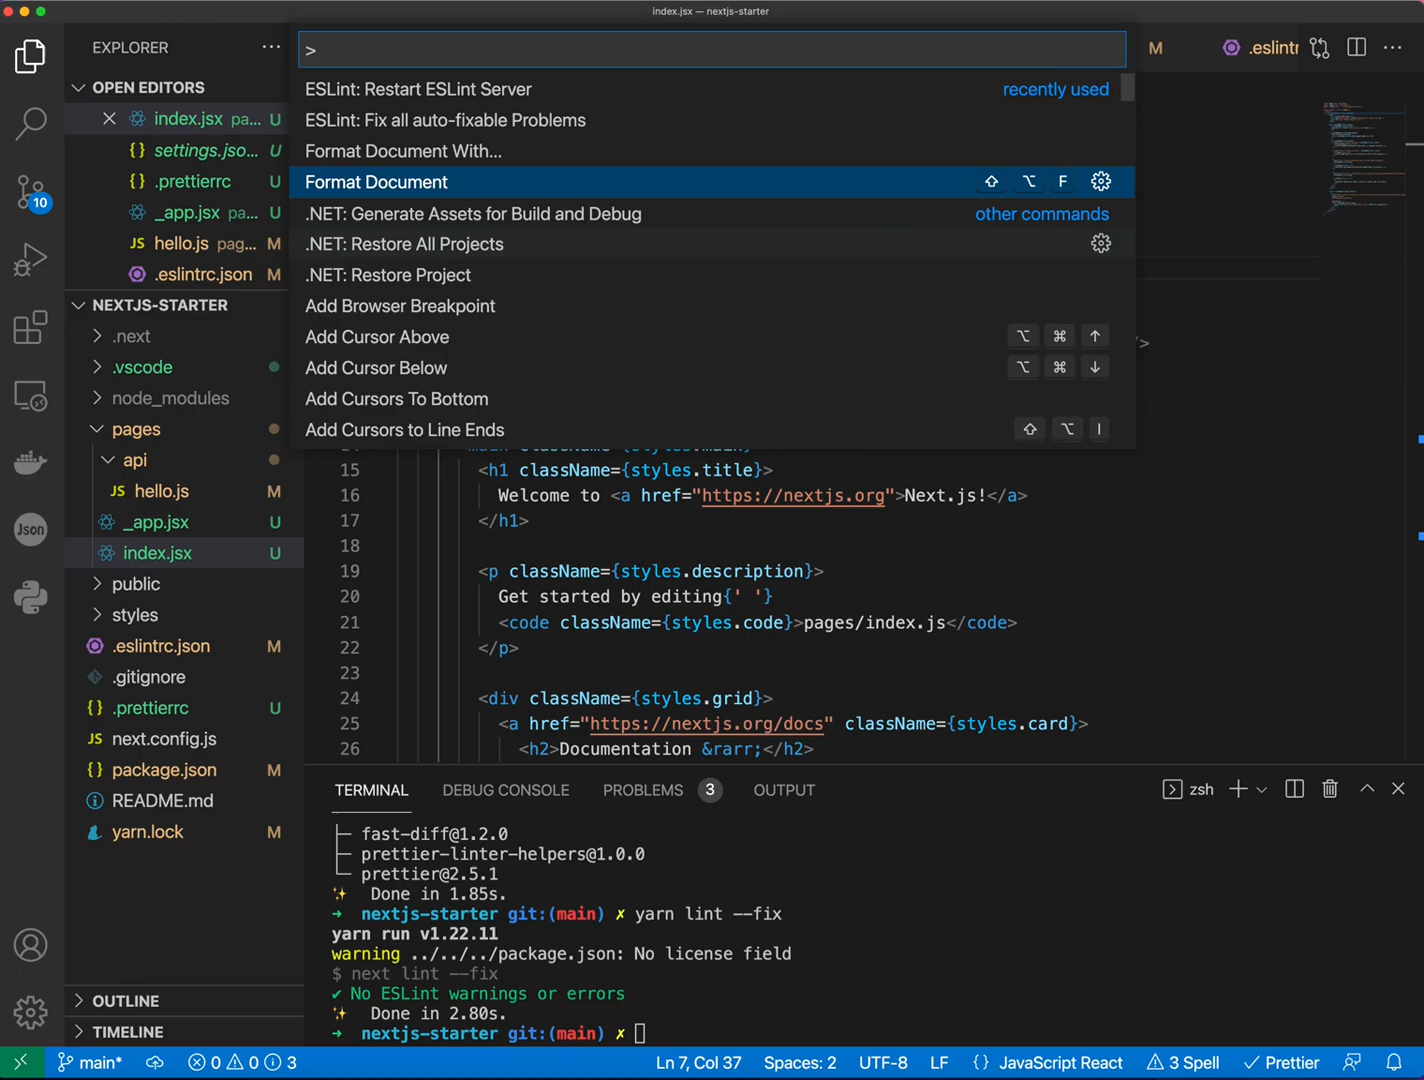 index.jsx — nextjs-starter
EXPLORER
OPEN EDITORS
index.jsx pa... U
{} settings.jso... U
{} .prettierrc U
_app.jsx pa... U
JS hello.js pag... M
.eslintrc.json M
NEXTJS-STARTER
.next
.vscode
node_modules
pages
api
JS hello.js M
_app.jsx U
index.jsx U
public
styles
.eslintrc.json M
.gitignore
{} .prettierrc U
JS next.config.js
{} package.json M
README.md
yarn.lock M
OUTLINE
TIMELINE
10
Json
>
ESLint: Restart ESLint Server recently used
ESLint: Fix all auto-fixable Problems
Format Document With...
Format Document ⇧ ⌥ F
.NET: Generate Assets for Build and Debug other commands
.NET: Restore All Projects
.NET: Restore Project
Add Browser Breakpoint
Add Cursor Above ⌥ ⌘ ↑
Add Cursor Below ⌥ ⌘ ↓
Add Cursors To Bottom
Add Cursors to Line Ends ⇧ ⌥ I
M .eslintr
/>
15 <h1 className={styles.title}>
16 Welcome to <a href="https://nextjs.org">Next.js!</a>
17 </h1>
18
19 <p className={styles.description}>
20 Get started by editing{' '}
21 <code className={styles.code}>pages/index.js</code>
22 </p>
23
24 <div className={styles.grid}>
25 <a href="https://nextjs.org/docs" className={styles.card}>
26 <h2>Documentation &rarr;</h2>
TERMINAL DEBUG CONSOLE PROBLEMS 3 OUTPUT zsh
├─ fast-diff@1.2.0
├─ prettier-linter-helpers@1.0.0
└─ prettier@2.5.1
✨ Done in 1.85s.
➜ nextjs-starter git:(main) ✗ yarn lint --fix
yarn run v1.22.11
warning ../../../package.json: No license field
$ next lint --fix
✔ No ESLint warnings or errors
✨ Done in 2.80s.
➜ nextjs-starter git:(main) ✗
main* 0 0 3 Ln 7, Col 37 Spaces: 2 UTF-8 LF {} JavaScript React 3 Spell ✓ Prettier